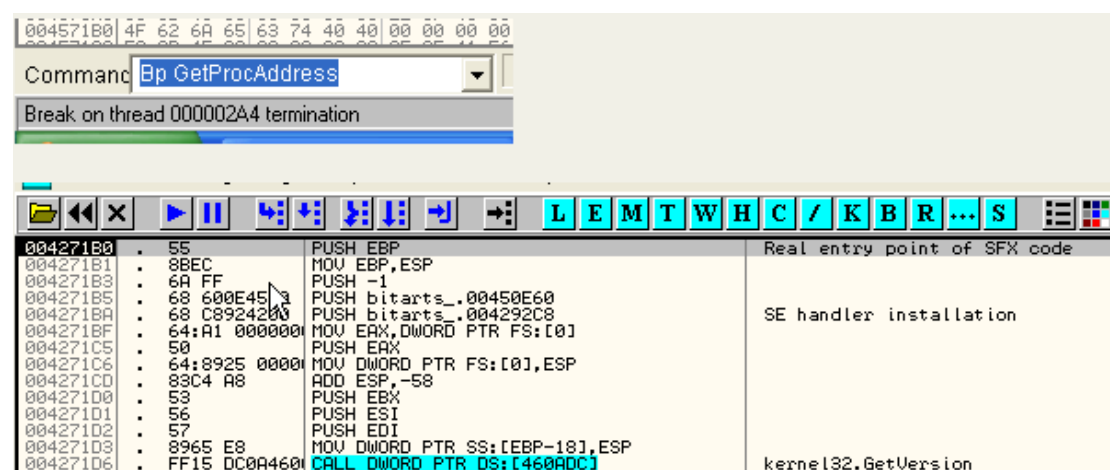 004571B0 4F 62 6A 65 63 74 40 40 00 00 00 00
Command Bp GetProcAddress
Break on thread 000002A4 termination
L E M T W H C / K B R ... S
004271B0 . 55 PUSH EBP Real entry point of SFX code
004271B1 . 8BEC MOV EBP,ESP
004271B3 . 6A FF PUSH -1
004271B5 . 68 600E45 PUSH bitarts_.00450E60
004271BA . 68 C8924200 PUSH bitarts_.004292C8 SE handler installation
004271BF . 64:A1 000000 MOV EAX,DWORD PTR FS:[0]
004271C5 . 50 PUSH EAX
004271C6 . 64:8925 0000 MOV DWORD PTR FS:[0],ESP
004271CD . 83C4 A8 ADD ESP,-58
004271D0 . 53 PUSH EBX
004271D1 . 56 PUSH ESI
004271D2 . 57 PUSH EDI
004271D3 . 8965 E8 MOV DWORD PTR SS:[EBP-18],ESP
004271D6 . FF15 DC0A460 CALL DWORD PTR DS:[460ADC] kernel32.GetVersion